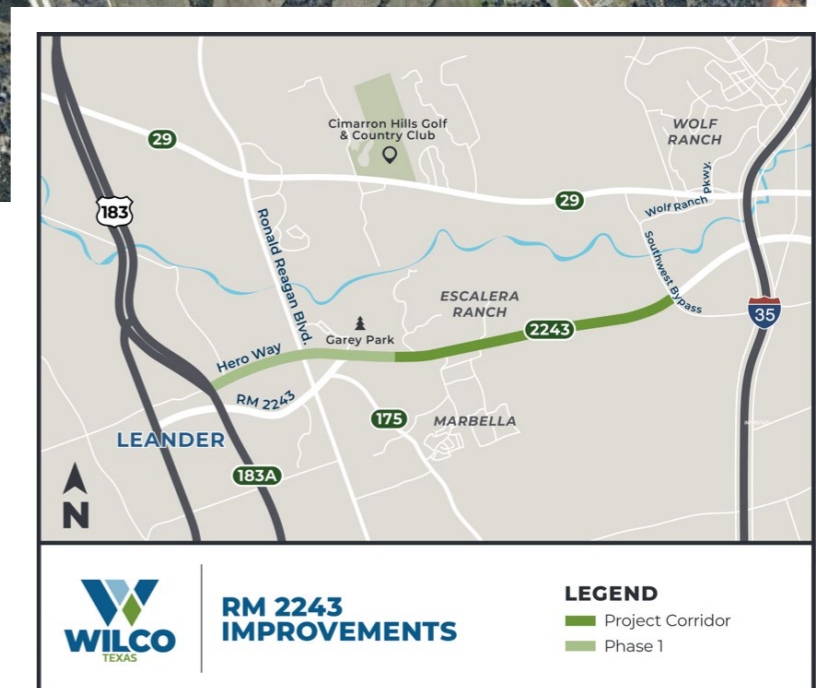 Cimarron Hills Golf
& Country Club
WOLF
RANCH
29
183
29
Wolf Ranch Pkwy.
Ronald Reagan Blvd.
Southwest Bypass
ESCALERA
RANCH
35
2243
Garey Park
Hero Way
RM 2243
175
MARBELLA
LEANDER
183A
N
WILCO
TEXAS
RM 2243
IMPROVEMENTS
LEGEND
Project Corridor
Phase 1